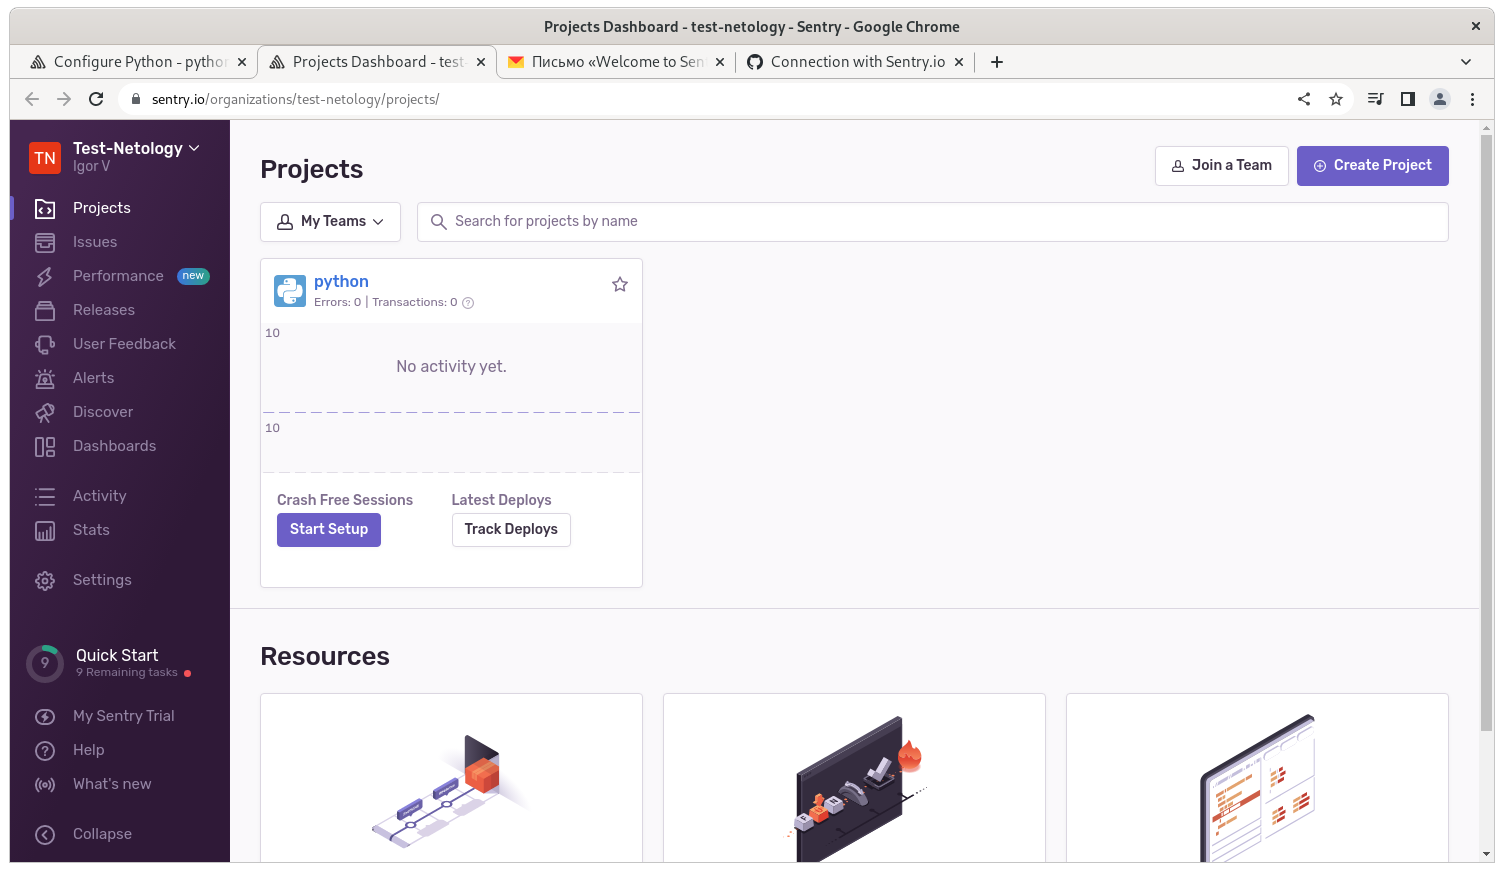 Projects Dashboard - test-netology - Sentry - Google Chrome
Configure Python - python
Projects Dashboard - test-
Письмо «Welcome to Sen
Connection with Sentry.io
sentry.io/organizations/test-netology/projects/
TN
Test-Netology
Igor V
Projects
Issues
Performance new
Releases
User Feedback
Alerts
Discover
Dashboards
Activity
Stats
Settings
9
Quick Start
9 Remaining tasks
My Sentry Trial
Help
What's new
Collapse
Projects
Join a Team
Create Project
My Teams
Search for projects by name
python
Errors: 0 | Transactions: 0
10
No activity yet.
10
Crash Free Sessions
Latest Deploys
Start Setup
Track Deploys
Resources